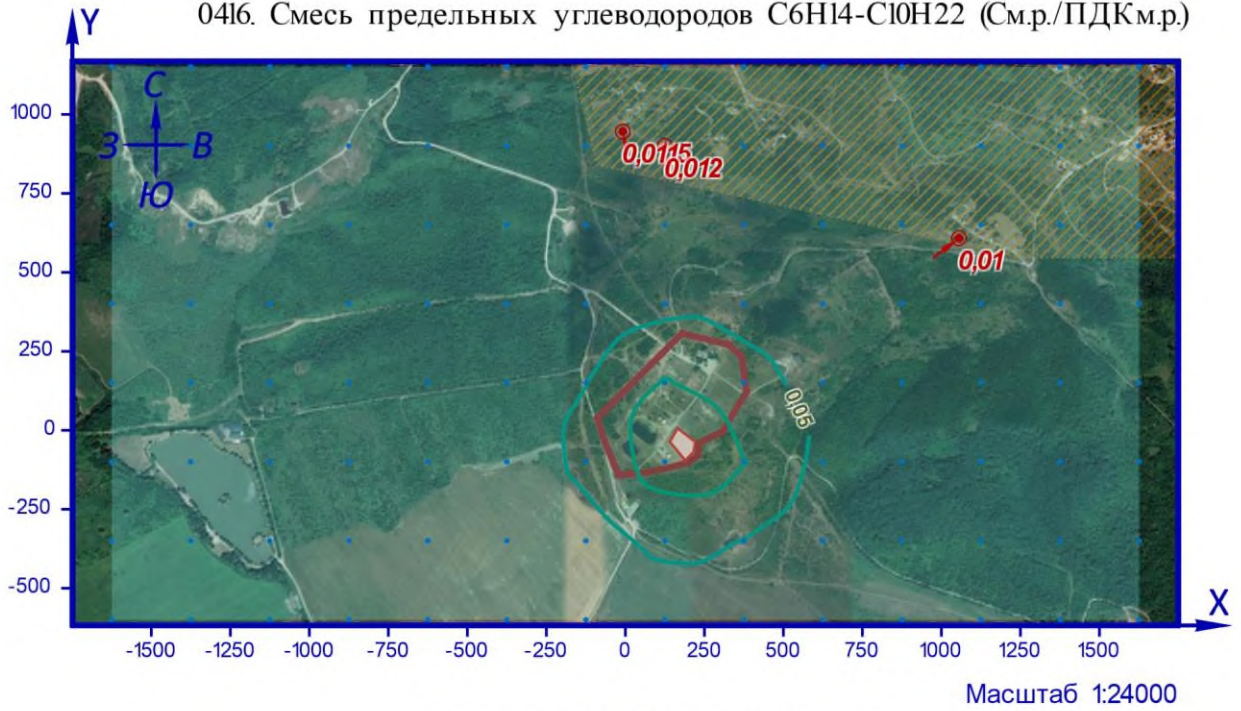 0416. Смесь предельных углеводородов C6H14-C10H22 (См.р./ПДКм.р.)
Y
С
З В
Ю
1000
750
500
250
0
-250
-500
0,0115
0,012
0,01
0,05
X
-1500 -1250 -1000 -750 -500 -250 0 250 500 750 1000 1250 1500
Масштаб 1:24000